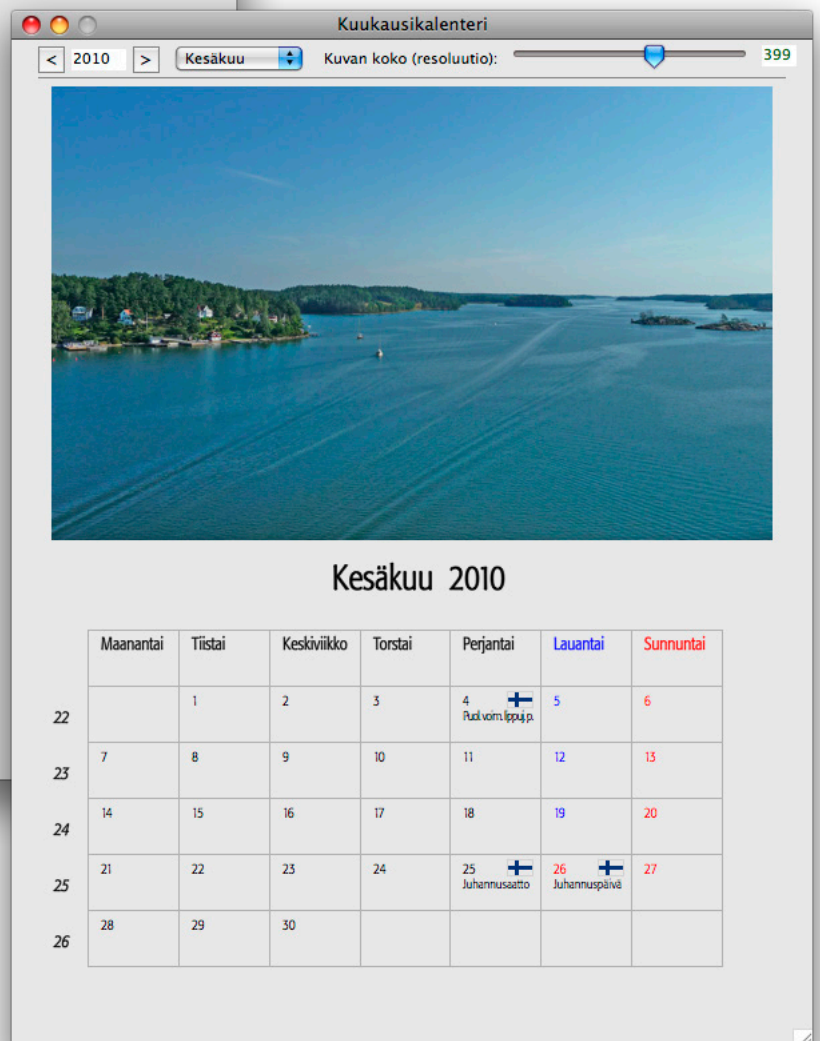 Kuukausikalenteri
< 2010 > Kesäkuu Kuvan koko (resoluutio): 399
Kesäkuu 2010
Maanantai Tiistai Keskiviikko Torstai Perjantai Lauantai Sunnuntai
22 1 2 3 4 5 6
Puol.voim.lippuj.p.
23 7 8 9 10 11 12 13
24 14 15 16 17 18 19 20
25 21 22 23 24 25 26 27
Juhannusaatto Juhannuspäivä
26 28 29 30